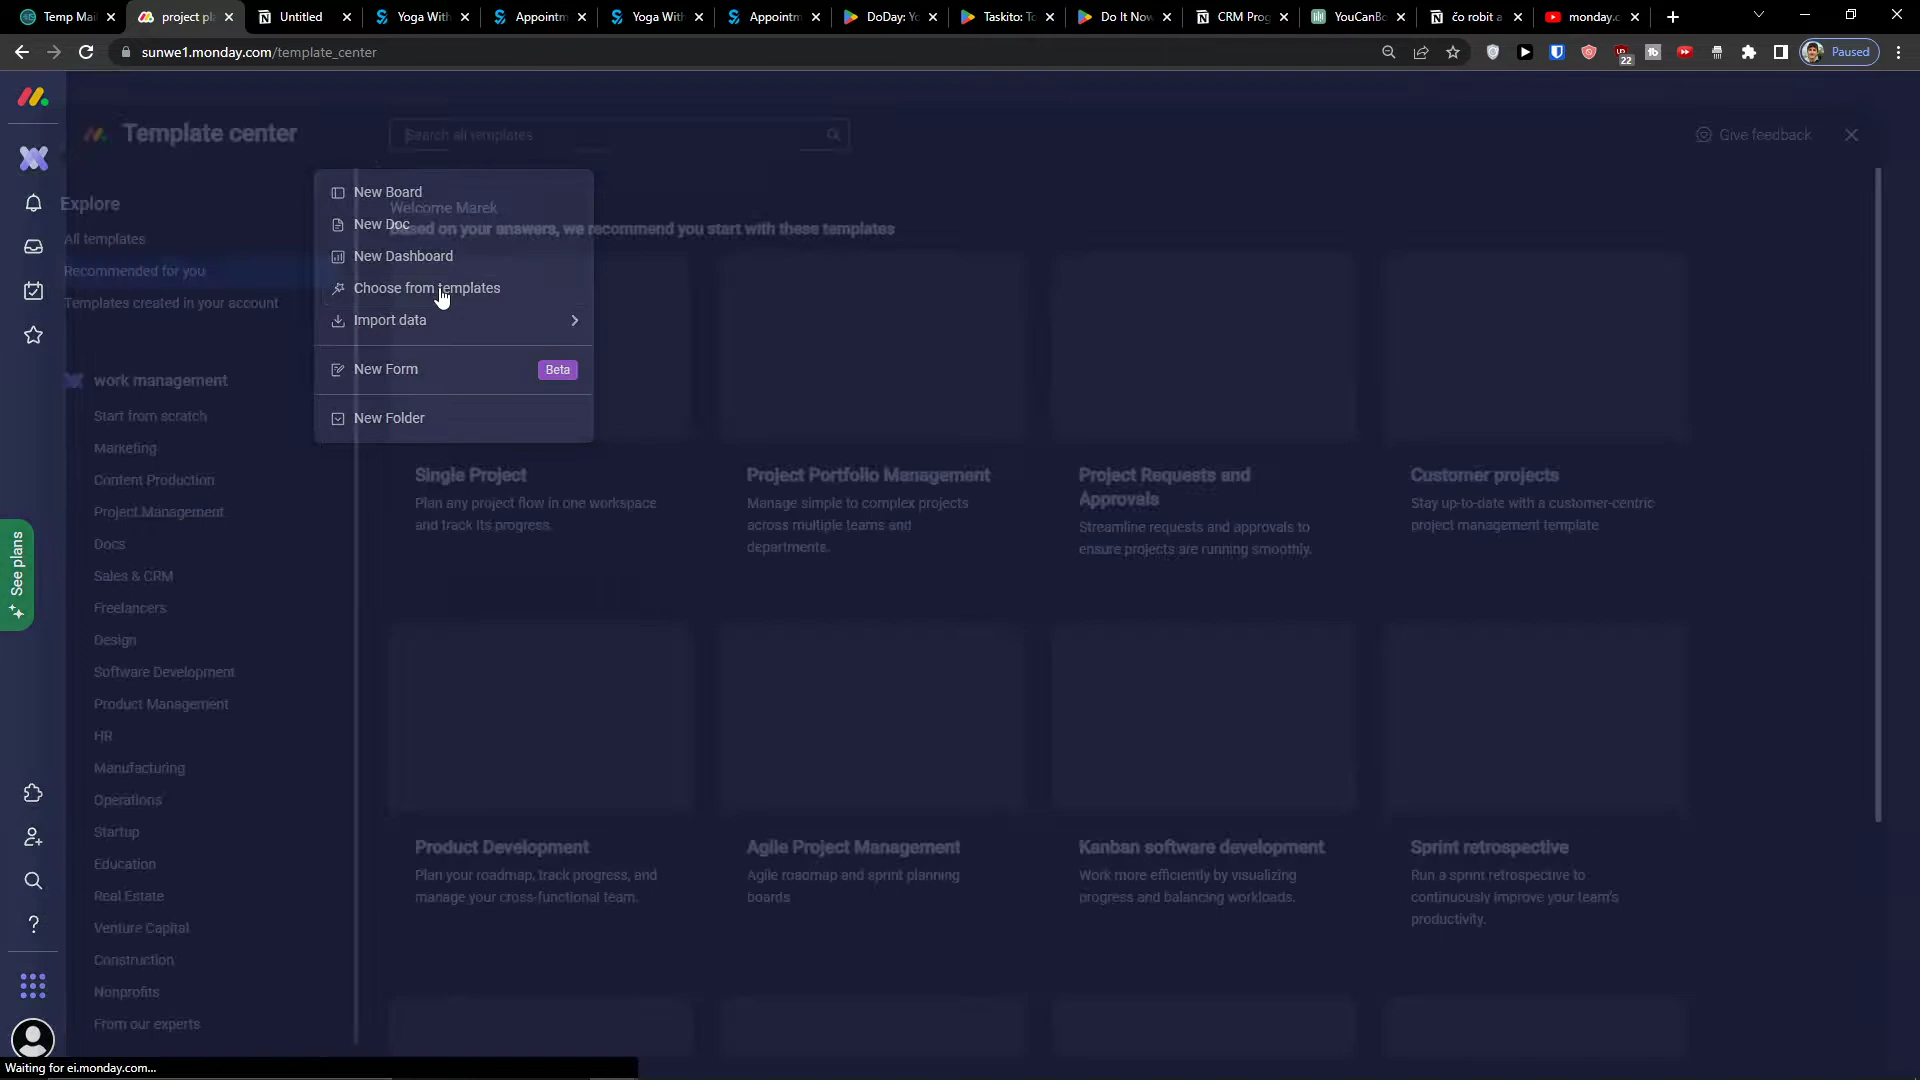 Temp Mai
project pl
Untitled
Yoga With
Appointm
Yoga With
Appointm
DoDay: Yo
Taskito: To
Do It Now
CRM Prog
YouCanBo
čo robit a
monday.c
sunwe1.monday.com/template_center
22
Paused
Template center
Search all templates
Give feedback
New Board
New Doc
New Dashboard
Choose from templates
Import data
New Form
Beta
New Folder
Explore
All templates
Recommended for you
Templates created in your account
work management
Start from scratch
Marketing
Content Production
Project Management
Docs
Sales & CRM
Freelancers
Design
Software Development
Product Management
HR
Manufacturing
Operations
Startup
Education
Real Estate
Venture Capital
Construction
Nonprofits
From our experts
See plans
Welcome Marek
Based on your answers, we recommend you start with these templates
Single Project
Plan any project flow in one workspace
and track its progress.
Project Portfolio Management
Manage simple to complex projects
across multiple teams and
departments.
Project Requests and
Approvals
Streamline requests and approvals to
ensure projects are running smoothly.
Customer projects
Stay up-to-date with a customer-centric
project management template
Product Development
Plan your roadmap, track progress, and
manage your cross-functional team.
Agile Project Management
Agile roadmap and sprint planning
boards
Kanban software development
Work more efficiently by visualizing
progress and balancing workloads.
Sprint retrospective
Run a sprint retrospective to
continuously improve your team's
productivity.
Waiting for ei.monday.com...